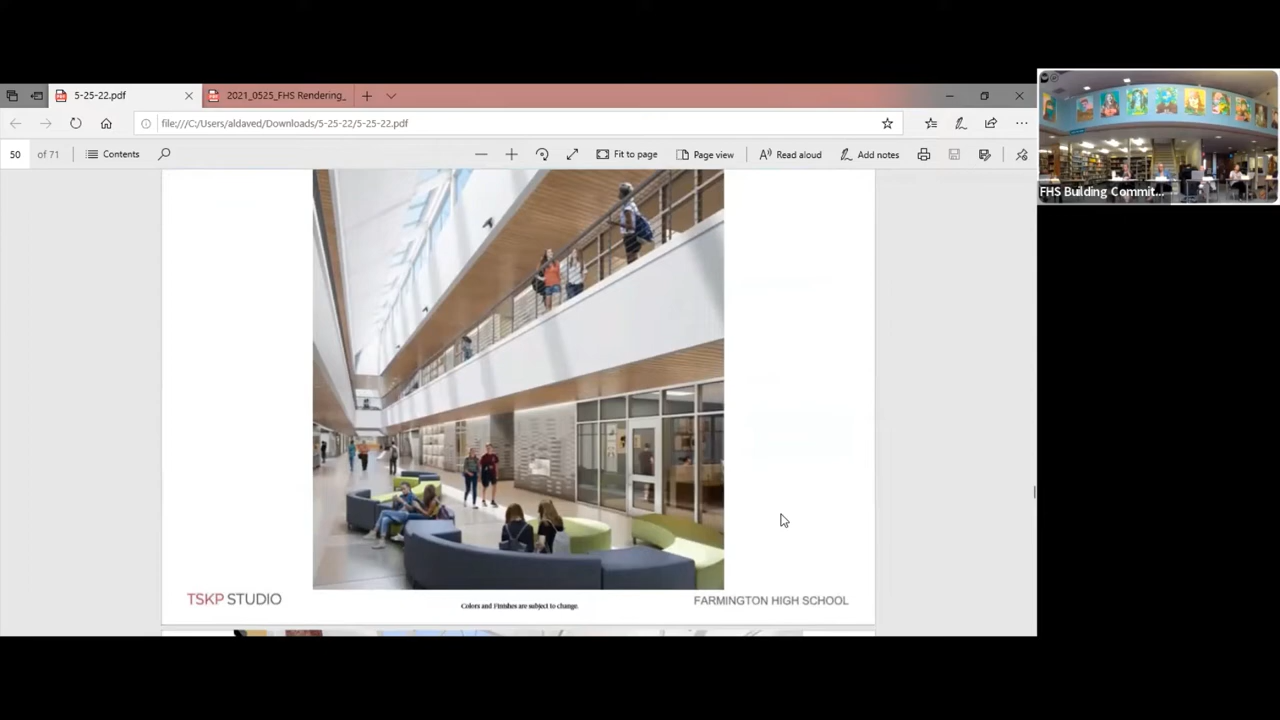 5-25-22.pdf
2021_0525_FHS Rendering_
file:///C:/Users/aldaved/Downloads/5-25-22/5-25-22.pdf
50 of 71
Contents
Fit to page
Page view
Read aloud
Add notes
FHS Building Commit...
TSKP STUDIO
Colors and Finishes are subject to change.
FARMINGTON HIGH SCHOOL